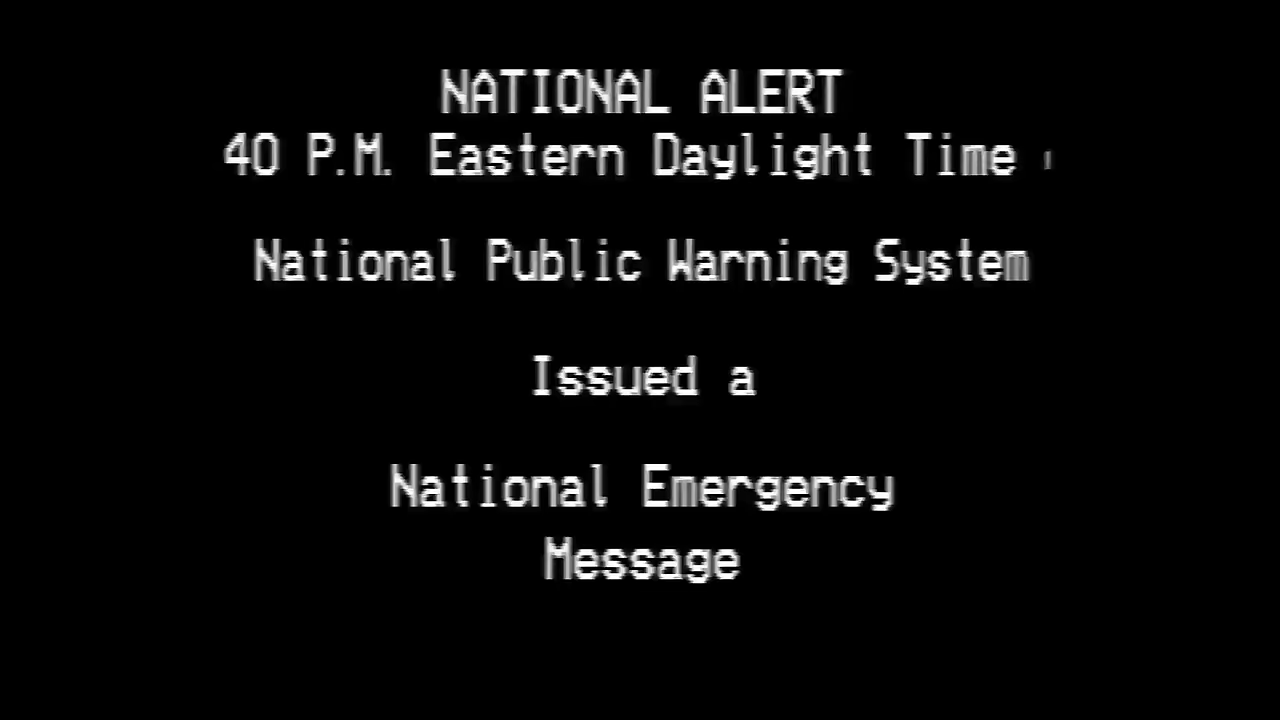 NATIONAL ALERT
40 P.M. Eastern Daylight Time
National Public Warning System
Issued a
National Emergency
Message